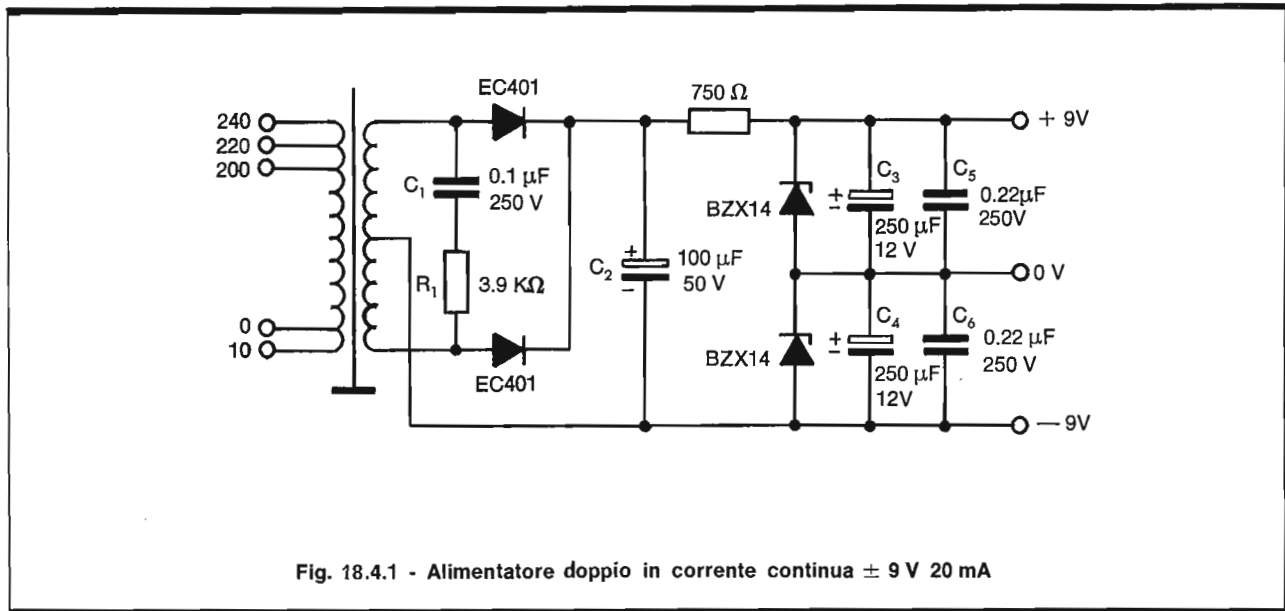 EC401
750 Ω
240
220
200
+ 9V
C1
0.1 µF
250 V
C3
C5
0.22µF
250V
BZX14
+
−
250 µF
12 V
+
C2
−
100 µF
50 V
0 V
R1
3.9 KΩ
0
10
C4
C6
0.22 µF
250 V
BZX14
+
−
250 µF
12V
EC401
— 9V
Fig. 18.4.1 - Alimentatore doppio in corrente continua ± 9 V 20 mA